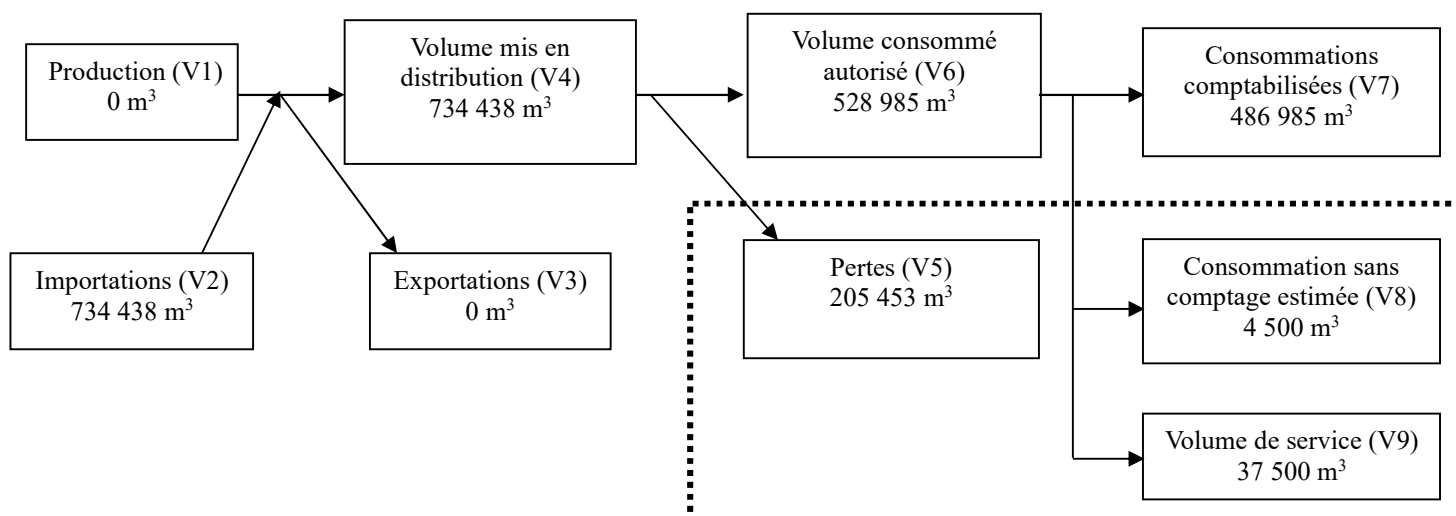 Production (V1)
0 m³
Volume mis en
distribution (V4)
734 438 m³
Volume consommé
autorisé (V6)
528 985 m³
Consommations
comptabilisées (V7)
486 985 m³
Importations (V2)
734 438 m³
Exportations (V3)
0 m³
Pertes (V5)
205 453 m³
Consommation sans
comptage estimée (V8)
4 500 m³
Volume de service (V9)
37 500 m³